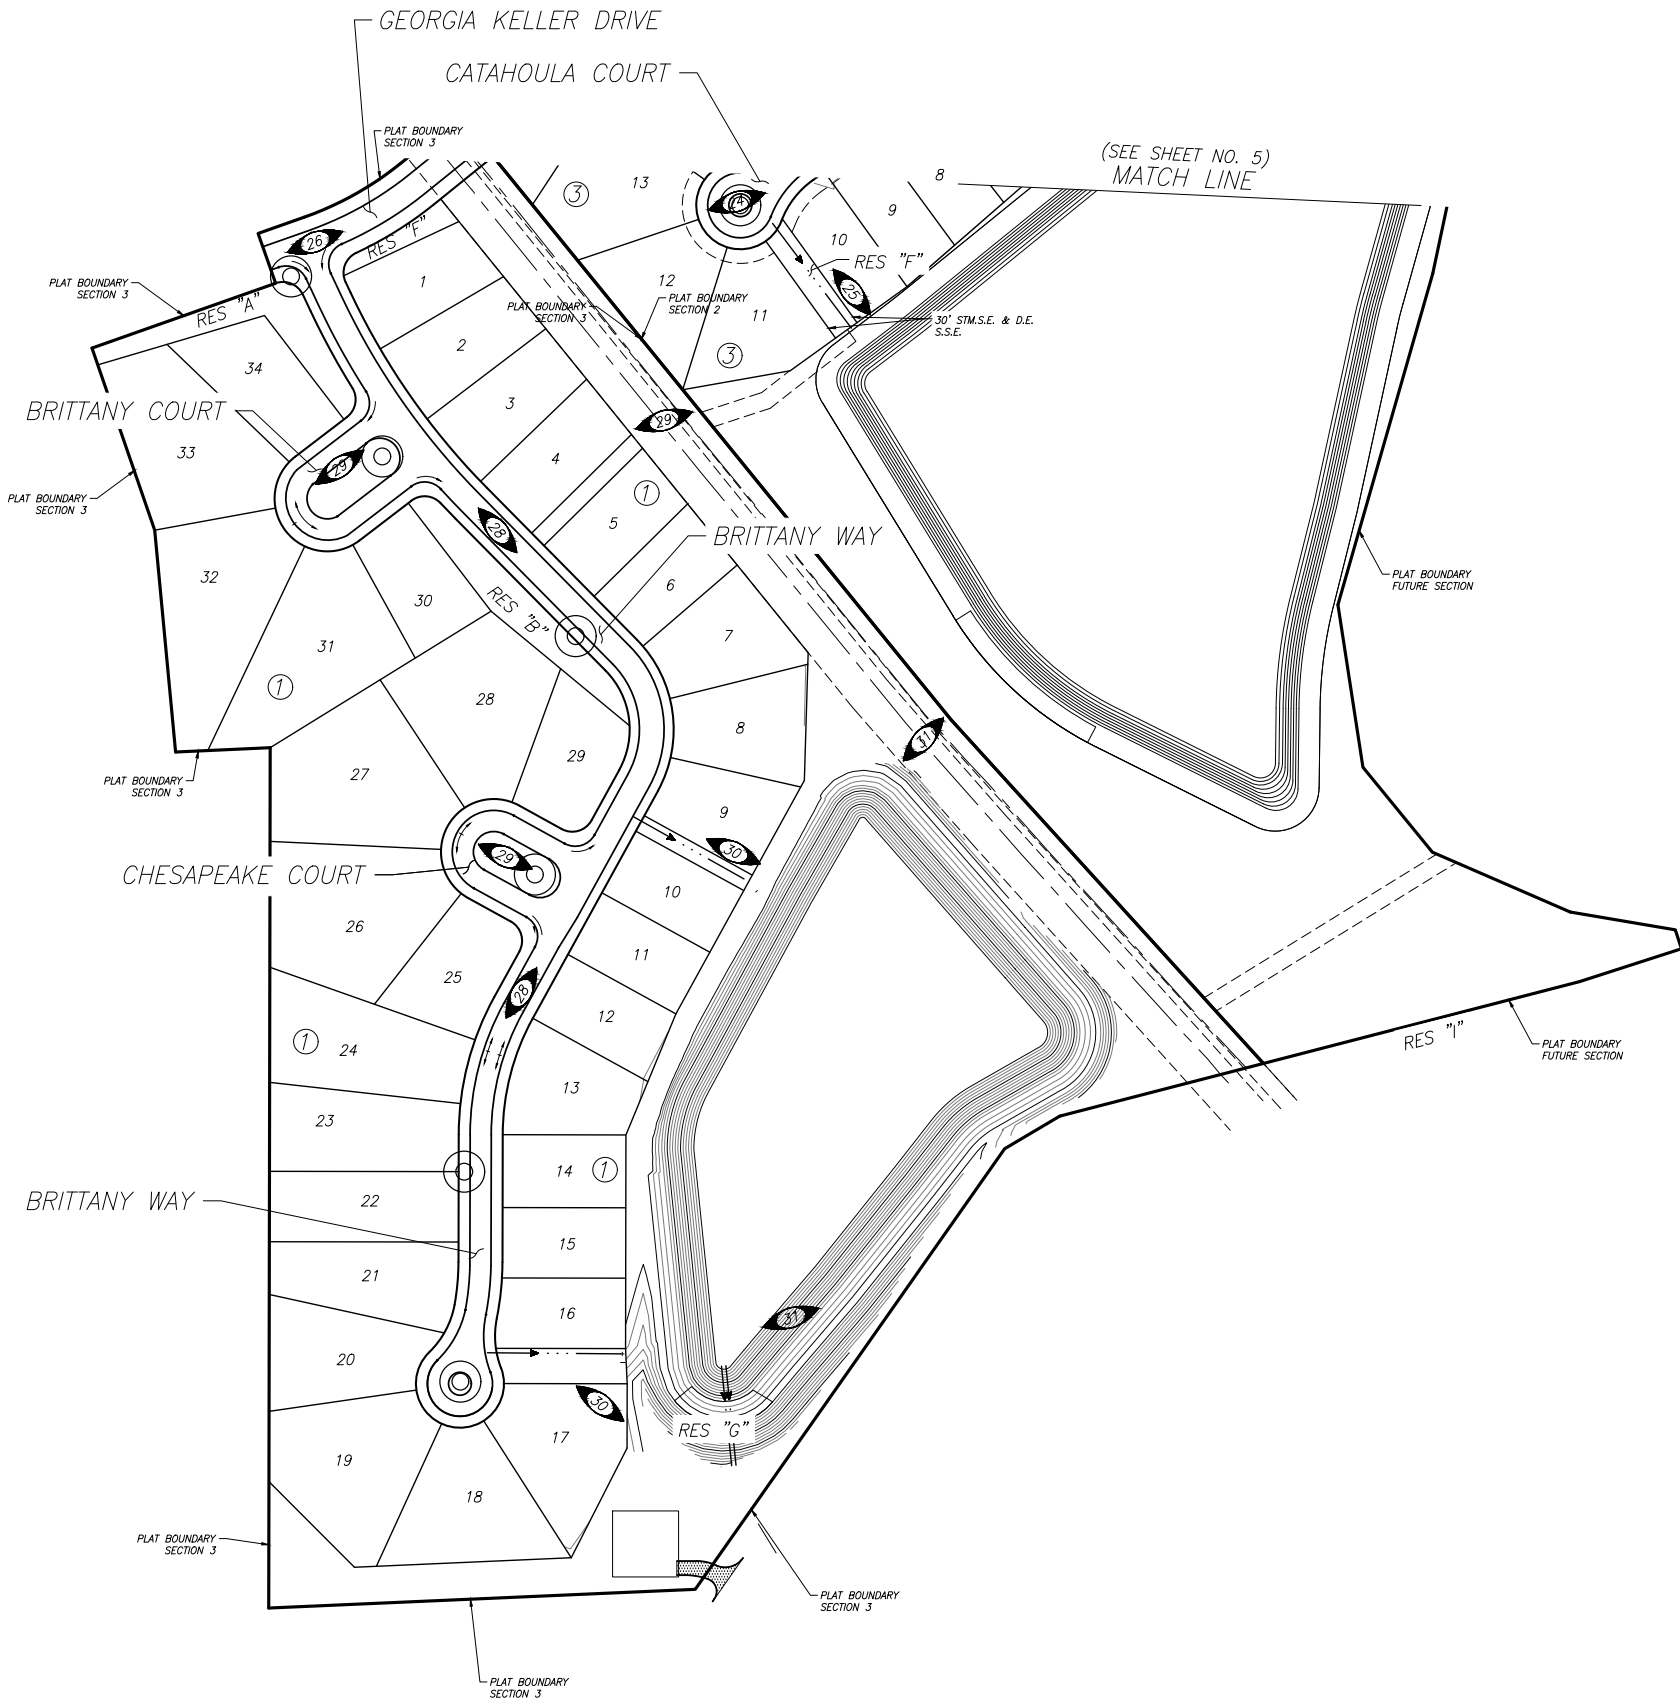 GEORGIA KELLER DRIVE
CATAHOULA COURT
PLAT BOUNDARY
SECTION 3
(SEE SHEET NO. 5)
MATCH LINE
3
13
8
9
10
26
RES "F"
RES "F"
25
1
12
11
PLAT BOUNDARY
SECTION 3
RES "A"
PLAT BOUNDARY
SECTION 3
PLAT BOUNDARY
SECTION 2
30' STM.S.E. & D.E.
S.S.E.
2
34
3
3
BRITTANY COURT
29
33
29
4
PLAT BOUNDARY
SECTION 3
1
5
28
BRITTANY WAY
32
6
PLAT BOUNDARY
FUTURE SECTION
30
RES "B"
7
31
1
28
8
31
29
27
PLAT BOUNDARY
SECTION 3
9
29
30
CHESAPEAKE COURT
10
26
11
25
28
12
1
24
RES "I"
PLAT BOUNDARY
FUTURE SECTION
13
23
14
1
22
BRITTANY WAY
15
21
16
31
20
30
RES "G"
17
19
18
PLAT BOUNDARY
SECTION 3
PLAT BOUNDARY
SECTION 3
PLAT BOUNDARY
SECTION 3